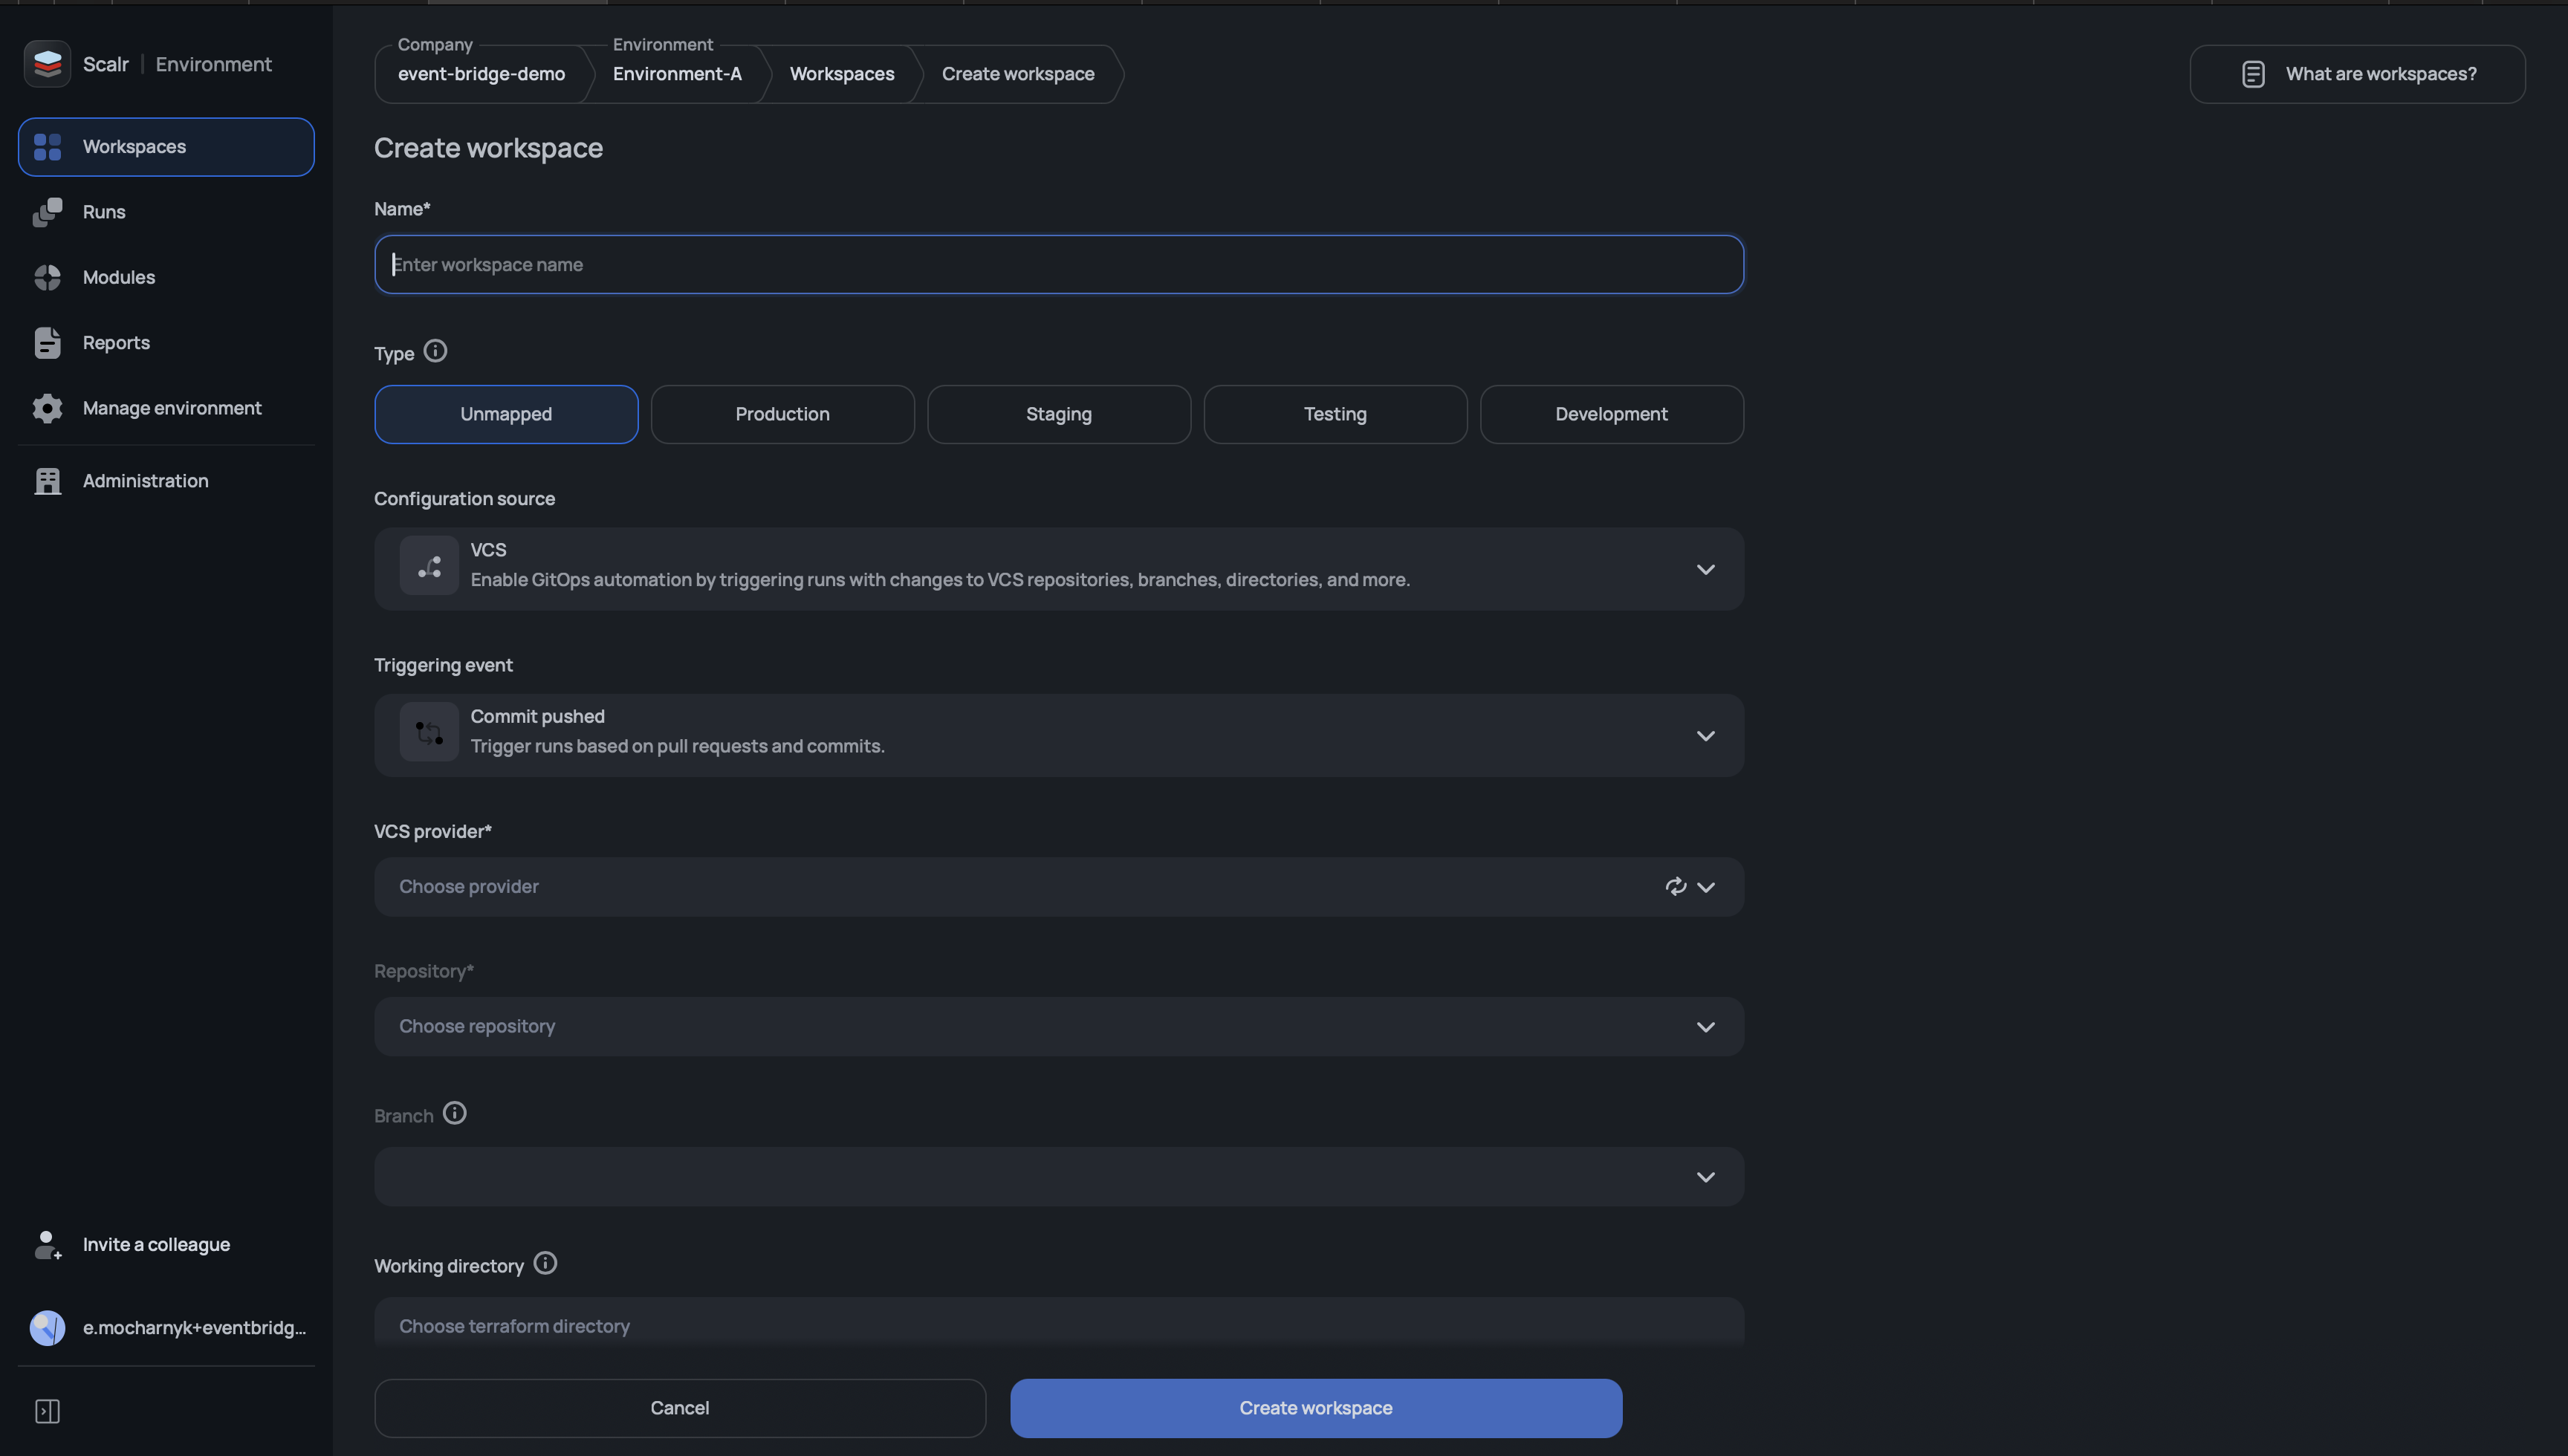 Scalr | Environment
Workspaces
Runs
Modules
Reports
Manage environment
Administration
Invite a colleague
e.mocharnyk+eventbridg...
Company
event-bridge-demo
Environment
Environment-A
Workspaces
Create workspace
What are workspaces?
Create workspace
Name*
Enter workspace name
Type
Unmapped
Production
Staging
Testing
Development
Configuration source
VCS
Enable GitOps automation by triggering runs with changes to VCS repositories, branches, directories, and more.
Triggering event
Commit pushed
Trigger runs based on pull requests and commits.
VCS provider*
Choose provider
Repository*
Choose repository
Branch
Working directory
Choose terraform directory
Cancel
Create workspace